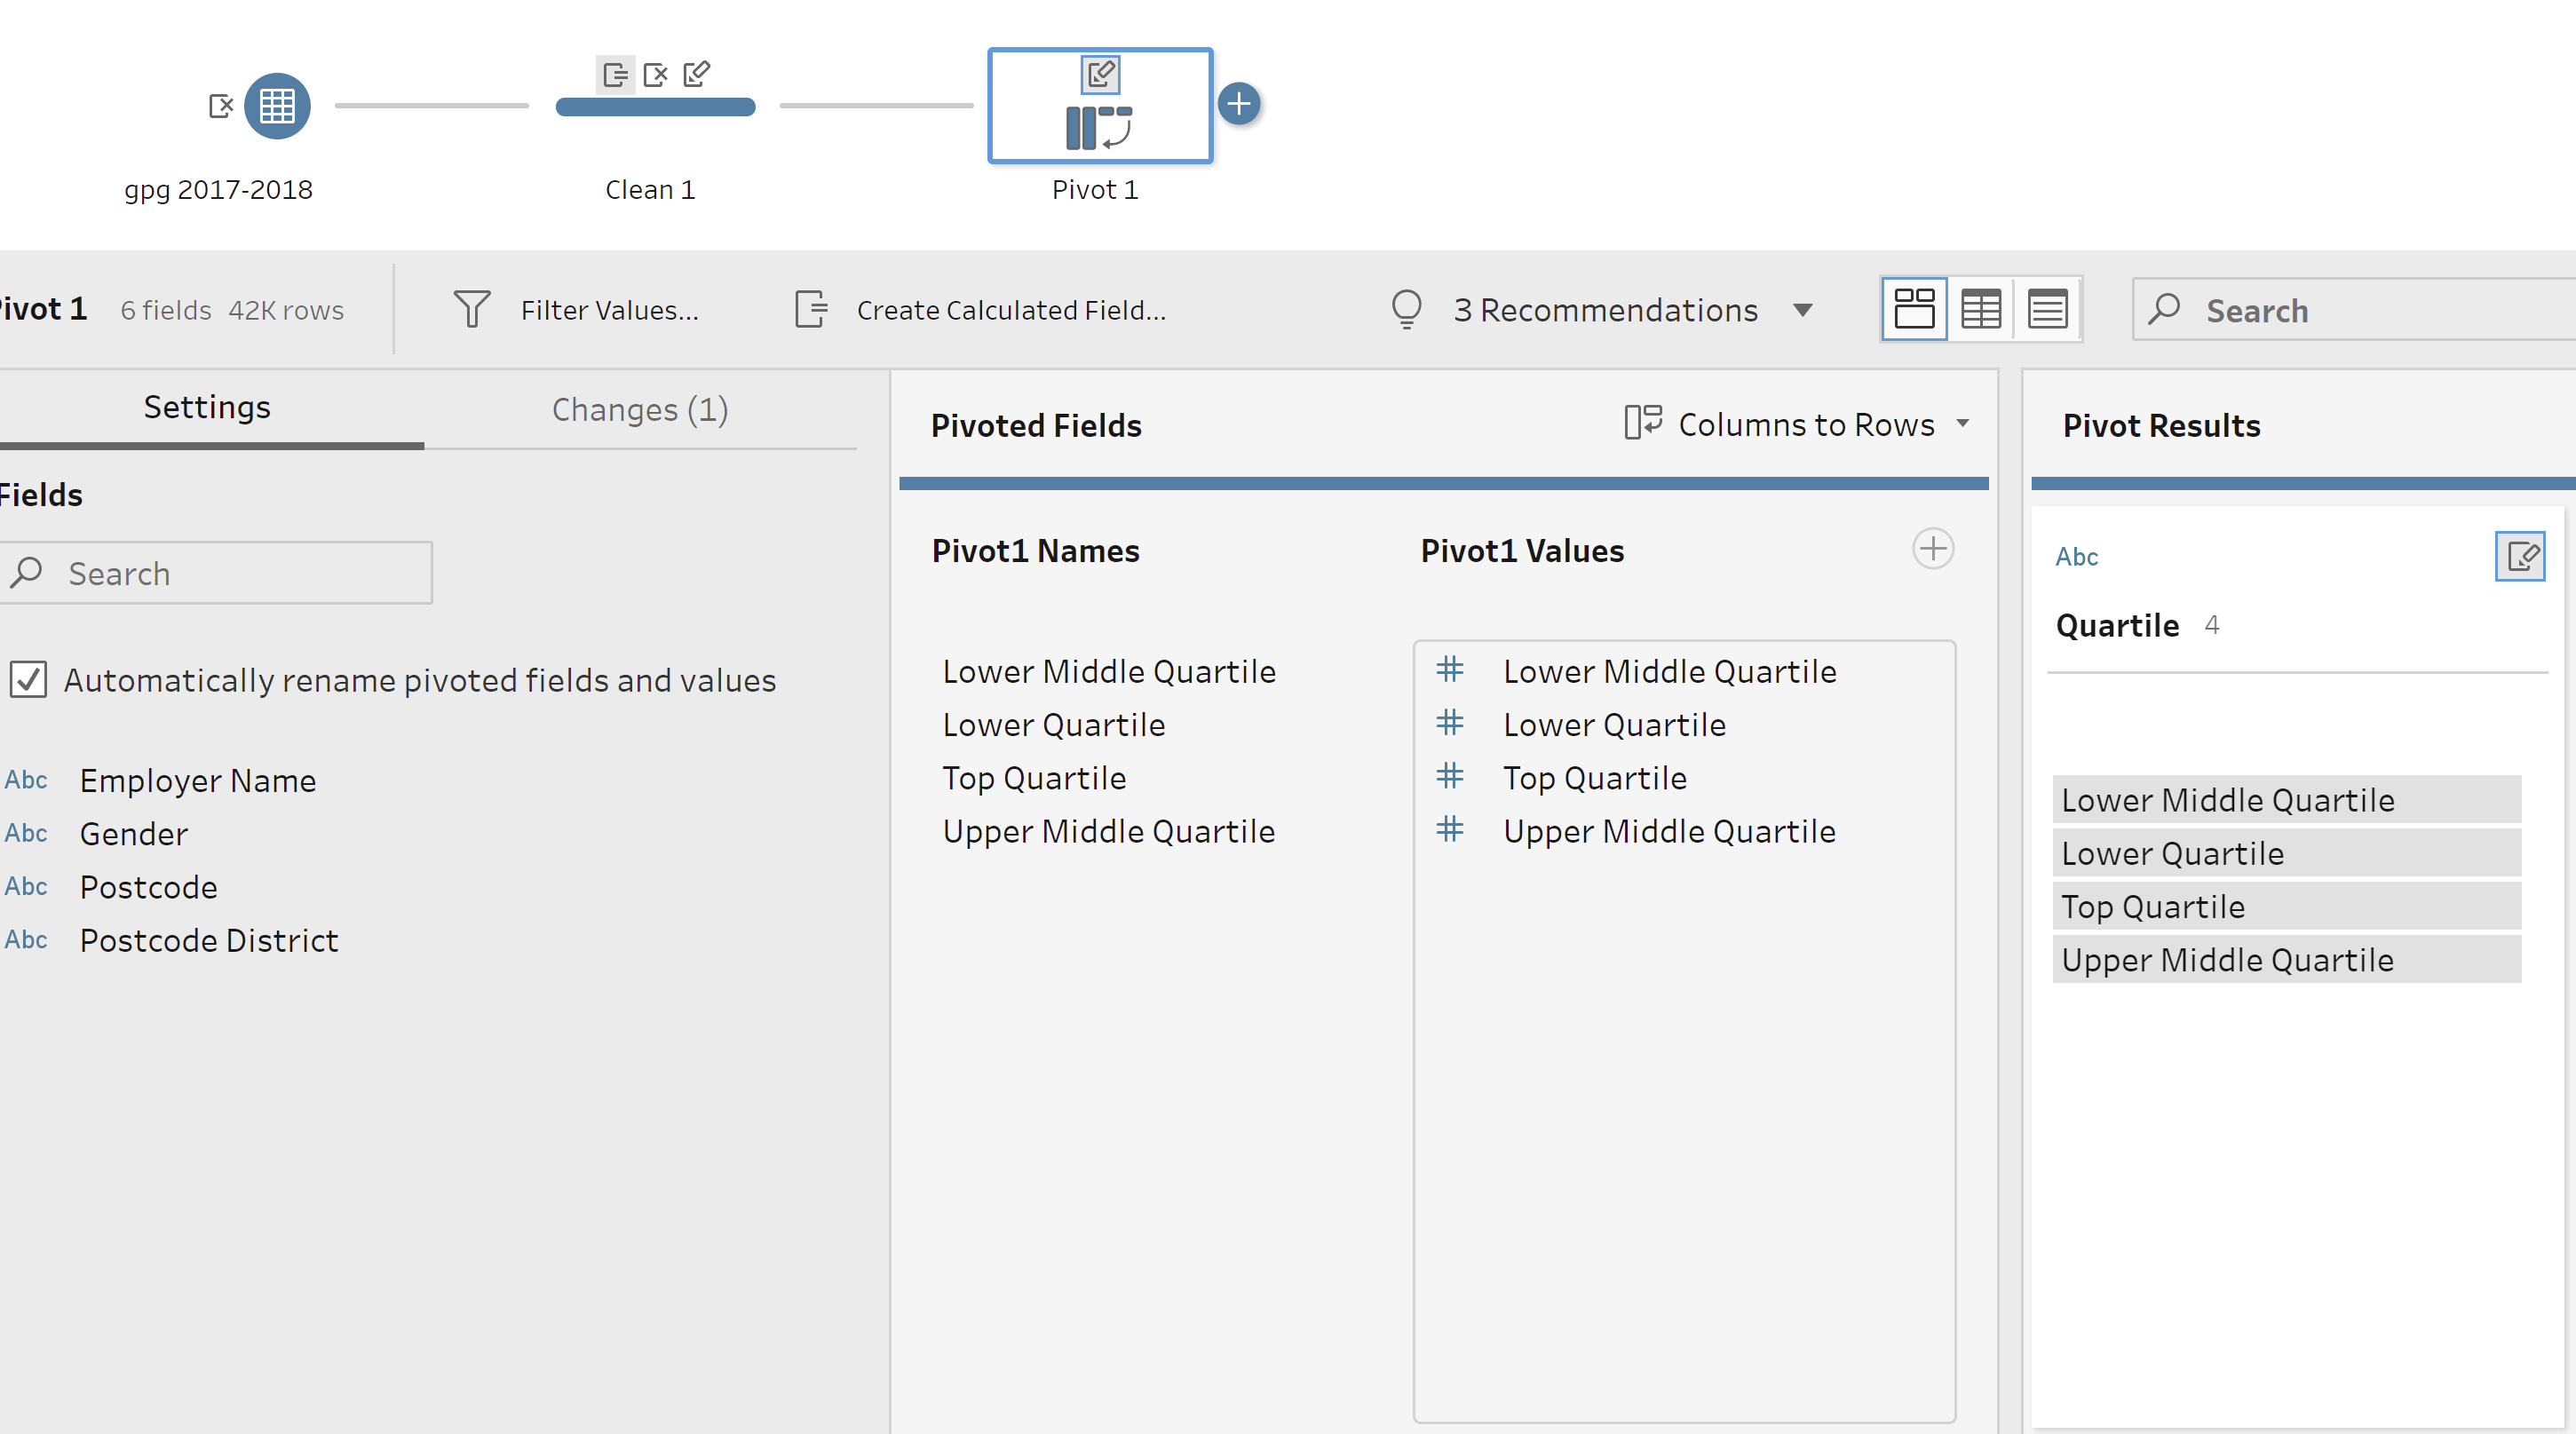 gpg 2017-2018
Clean 1
Pivot 1
ivot 1 6 fields 42K rows
Filter Values...
Create Calculated Field...
3 Recommendations
Search
Settings
Changes (1)
Fields
Search
Automatically rename pivoted fields and values
Abc Employer Name
Abc Gender
Abc Postcode
Abc Postcode District
Pivoted Fields
Columns to Rows
Pivot1 Names
Pivot1 Values
Lower Middle Quartile
Lower Quartile
Top Quartile
Upper Middle Quartile
# Lower Middle Quartile
# Lower Quartile
# Top Quartile
# Upper Middle Quartile
Pivot Results
Abc
Quartile 4
Lower Middle Quartile
Lower Quartile
Top Quartile
Upper Middle Quartile